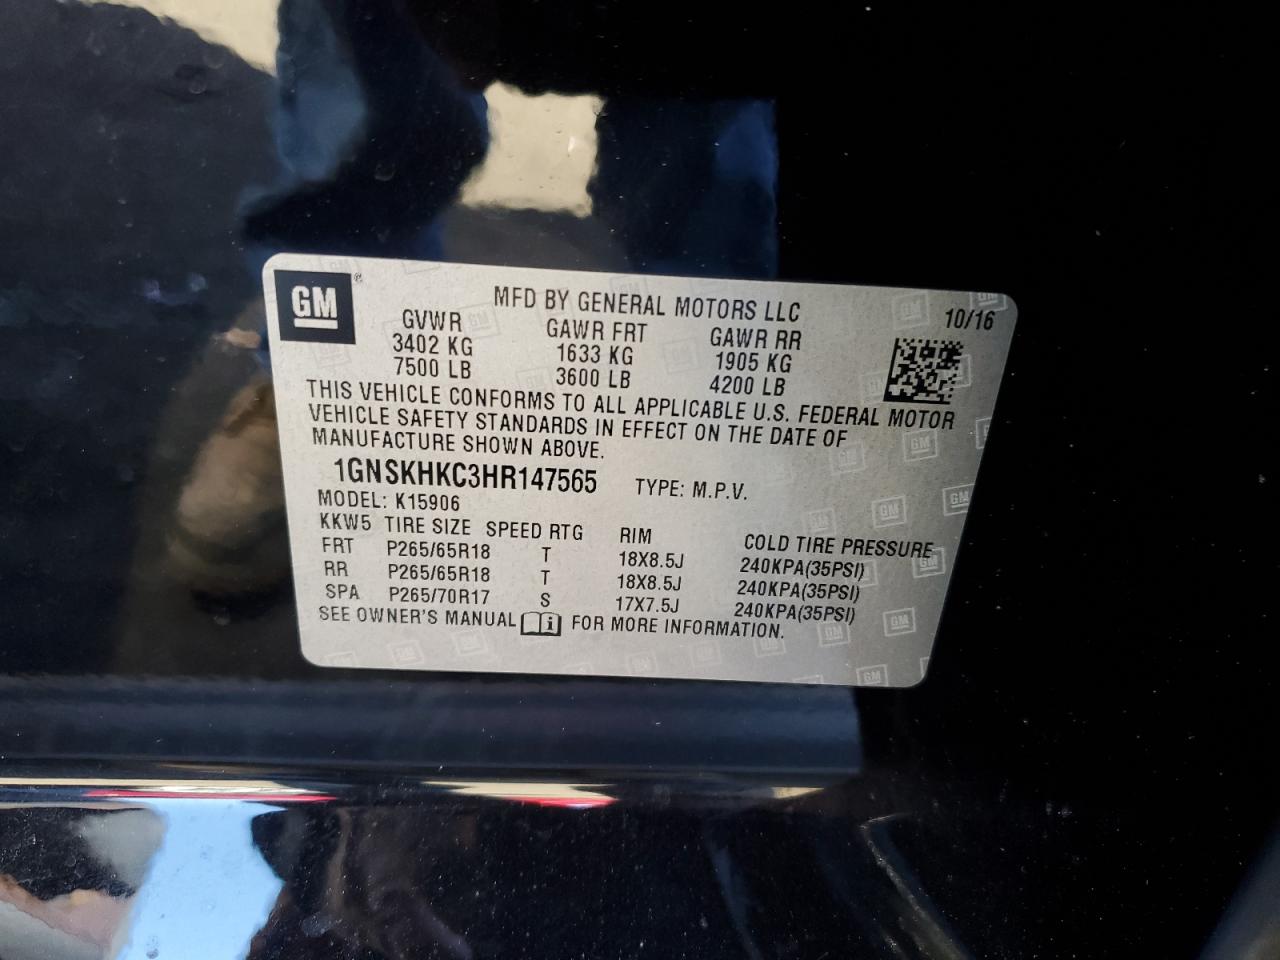 GM ®
MFD BY GENERAL MOTORS LLC
10/16
GVWR GAWR FRT GAWR RR
3402 KG 1633 KG 1905 KG
7500 LB 3600 LB 4200 LB
THIS VEHICLE CONFORMS TO ALL APPLICABLE U.S. FEDERAL MOTOR
VEHICLE SAFETY STANDARDS IN EFFECT ON THE DATE OF
MANUFACTURE SHOWN ABOVE.
1GNSKHKC3HR147565 TYPE: M.P.V.
MODEL: K15906
KKW5 TIRE SIZE SPEED RTG RIM COLD TIRE PRESSURE
FRT P265/65R18 T 18X8.5J 240KPA(35PSI)
RR P265/65R18 T 18X8.5J 240KPA(35PSI)
SPA P265/70R17 S 17X7.5J 240KPA(35PSI)
SEE OWNER'S MANUAL i FOR MORE INFORMATION.